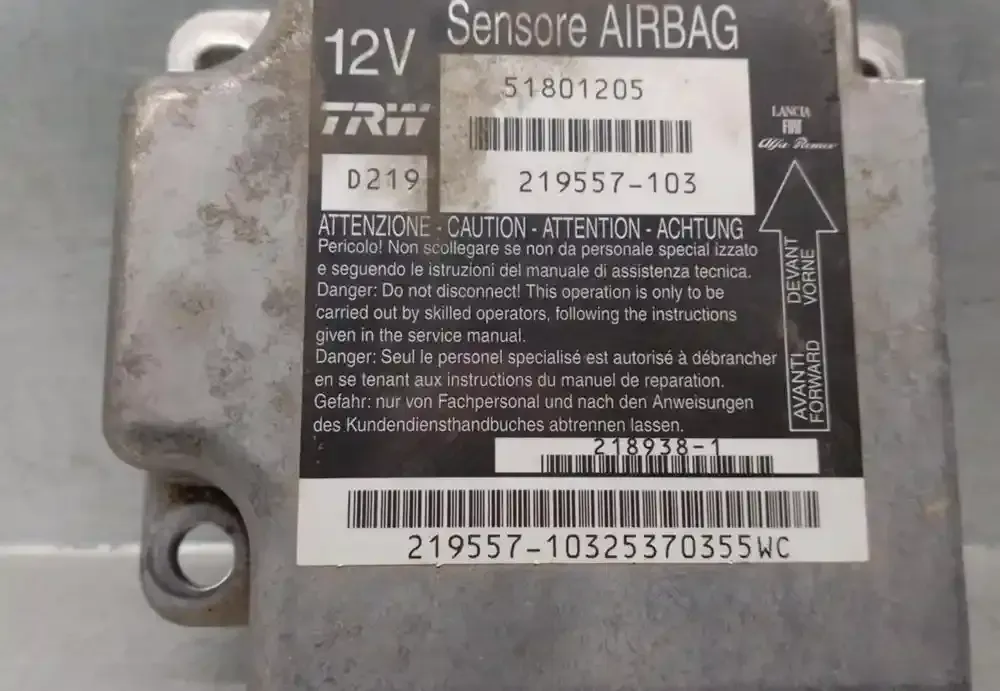 Sensore AIRBAG
12V
51801205
TRW
LANCIA
FIAT
Alfa Romeo
D219
219557-103
ATTENZIONE - CAUTION - ATTENTION - ACHTUNG
Pericolo! Non scollegare se non da personale special izzato
e seguendo le istruzioni del manuale di assistenza tecnica.
Danger: Do not disconnect! This operation is only to be
carried out by skilled operators, following the instructions
given in the service manual.
Danger: Seul le personel specialisé est autorisé à débrancher
en se tenant aux instructions du manuel de reparation.
Gefahr: nur von Fachpersonal und nach den Anweisungen
des Kundendiensthandbuches abtrennen lassen.
AVANTI DEVANT
FORWARD VORNE
218938-1
219557-10325370355WC